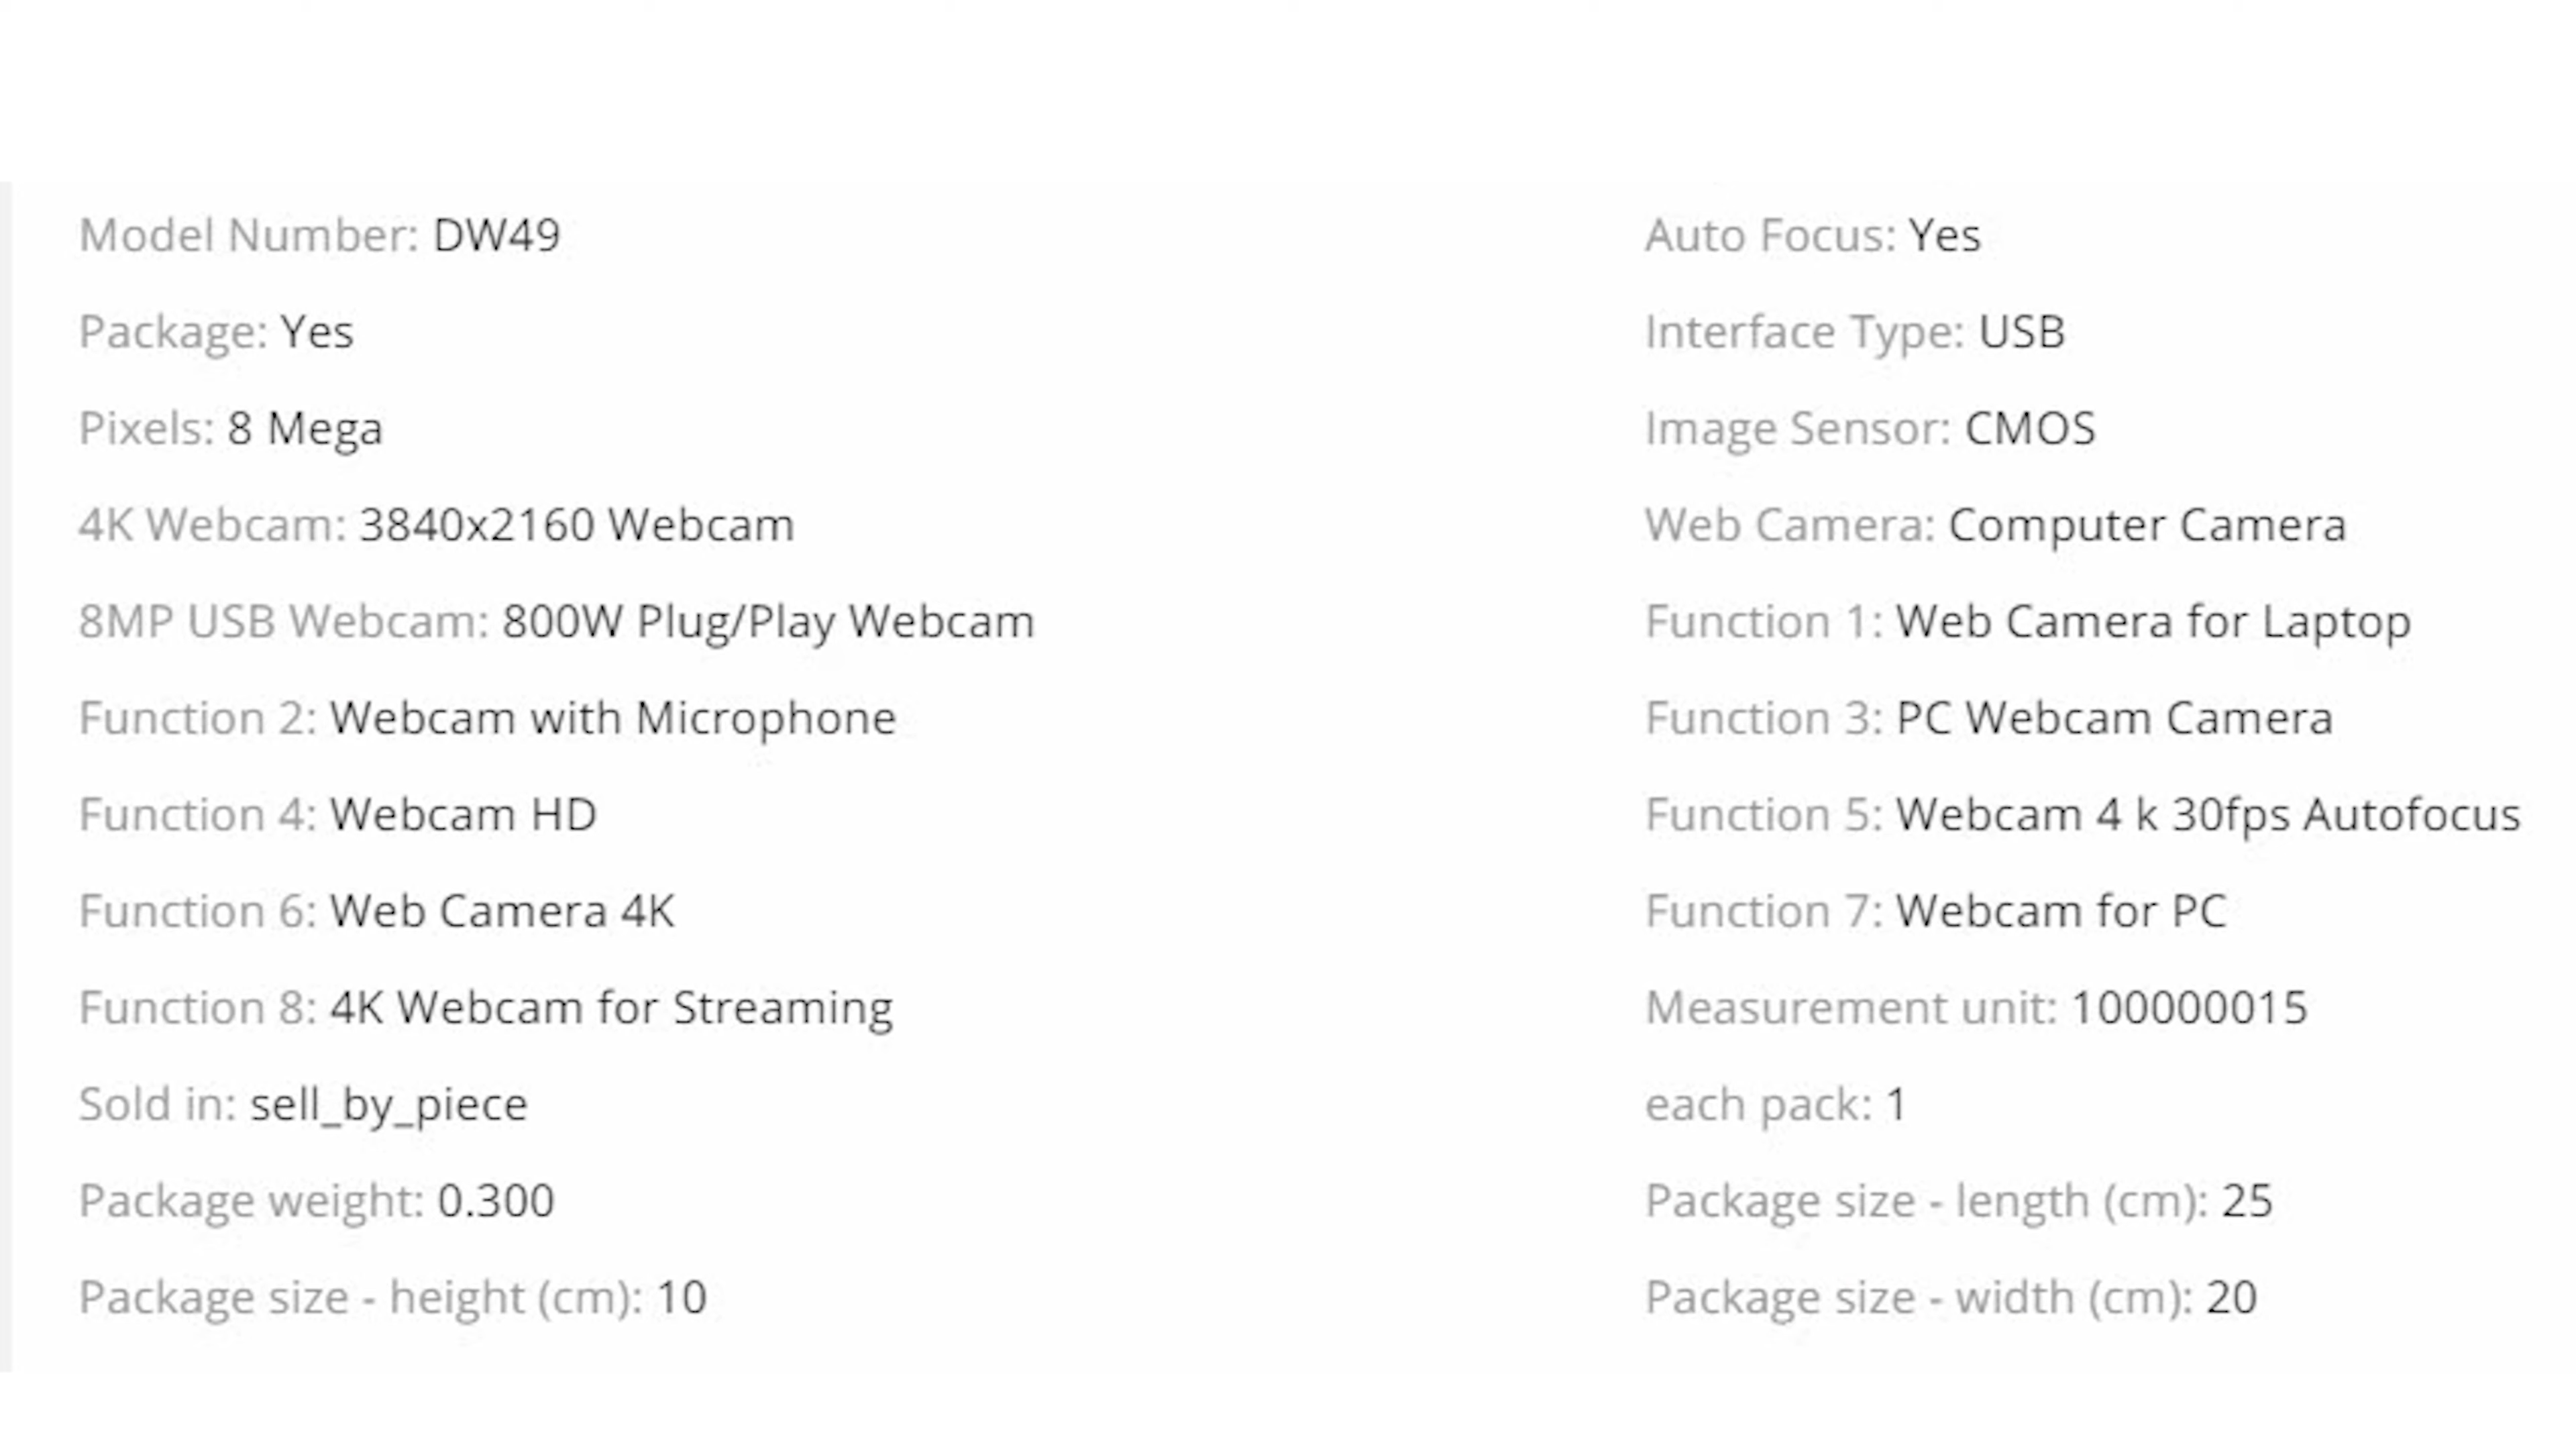 Model Number: DW49
Auto Focus: Yes
Package: Yes
Interface Type: USB
Pixels: 8 Mega
Image Sensor: CMOS
4K Webcam: 3840x2160 Webcam
Web Camera: Computer Camera
8MP USB Webcam: 800W Plug/Play Webcam
Function 1: Web Camera for Laptop
Function 2: Webcam with Microphone
Function 3: PC Webcam Camera
Function 4: Webcam HD
Function 5: Webcam 4 k 30fps Autofocus
Function 6: Web Camera 4K
Function 7: Webcam for PC
Function 8: 4K Webcam for Streaming
Measurement unit: 100000015
Sold in: sell_by_piece
each pack: 1
Package weight: 0.300
Package size - length (cm): 25
Package size - height (cm): 10
Package size - width (cm): 20